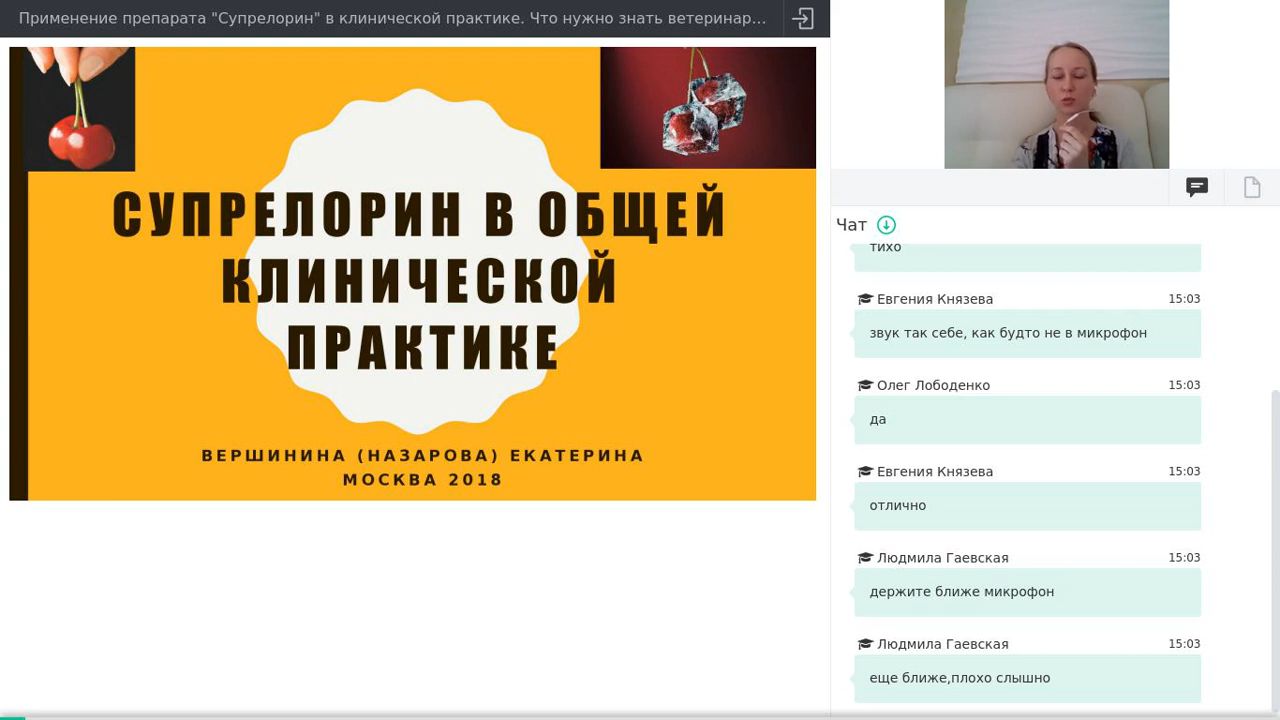 Применение препарата "Супрелорин" в клинической практике. Что нужно знать ветеринар...
СУПРЕЛОРИН В ОБЩЕЙ
КЛИНИЧЕСКОЙ
ПРАКТИКЕ
ВЕРШИНИНА (НАЗАРОВА) ЕКАТЕРИНА
МОСКВА 2018
Чат
тихо
Евгения Князева 15:03
звук так себе, как будто не в микрофон
Олег Лободенко 15:03
да
Евгения Князева 15:03
отлично
Людмила Гаевская 15:03
держите ближе микрофон
Людмила Гаевская 15:03
еще ближе,плохо слышно